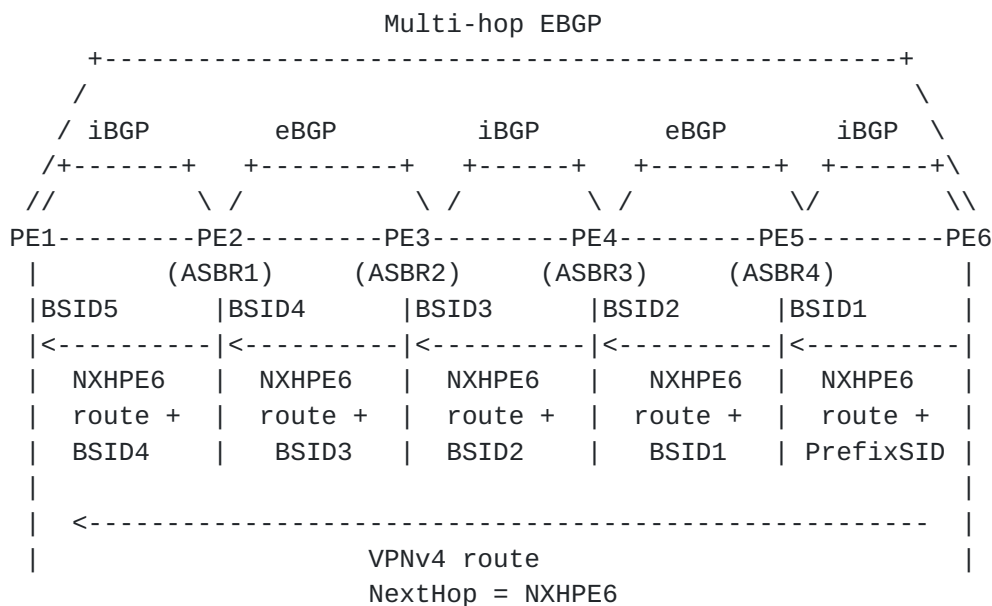 Multi-hop EBGP
+-----------------------------------------------------+
/ \
/ iBGP eBGP iBGP eBGP iBGP \
/+-------+ +---------+ +------+ +--------+ +------+\
// \ / \ / \ / \/ \\
PE1---------PE2---------PE3---------PE4---------PE5---------PE6
| (ASBR1) (ASBR2) (ASBR3) (ASBR4) |
|BSID5 |BSID4 |BSID3 |BSID2 |BSID1 |
|<----------|<----------|<----------|<----------|<----------|
| NXHPE6 | NXHPE6 | NXHPE6 | NXHPE6 | NXHPE6 |
| route + | route + | route + | route + | route + |
| BSID4 | BSID3 | BSID2 | BSID1 | PrefixSID |
| |
| <------------------------------------------------------- |
| VPNv4 route |
NextHop = NXHPE6